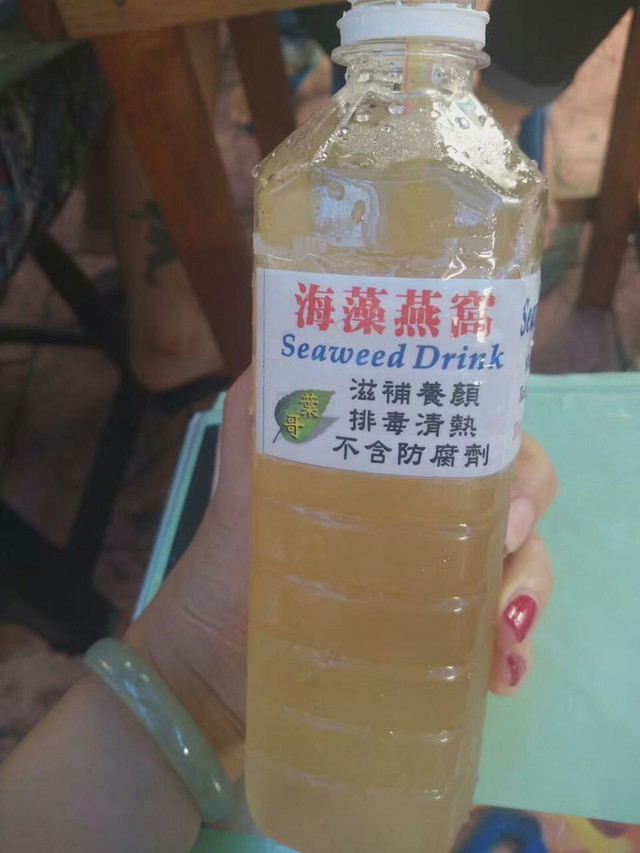 海藻燕窩
Seaweed Drink
滋補養顏
排毒清熱
不含防腐劑
葉哥